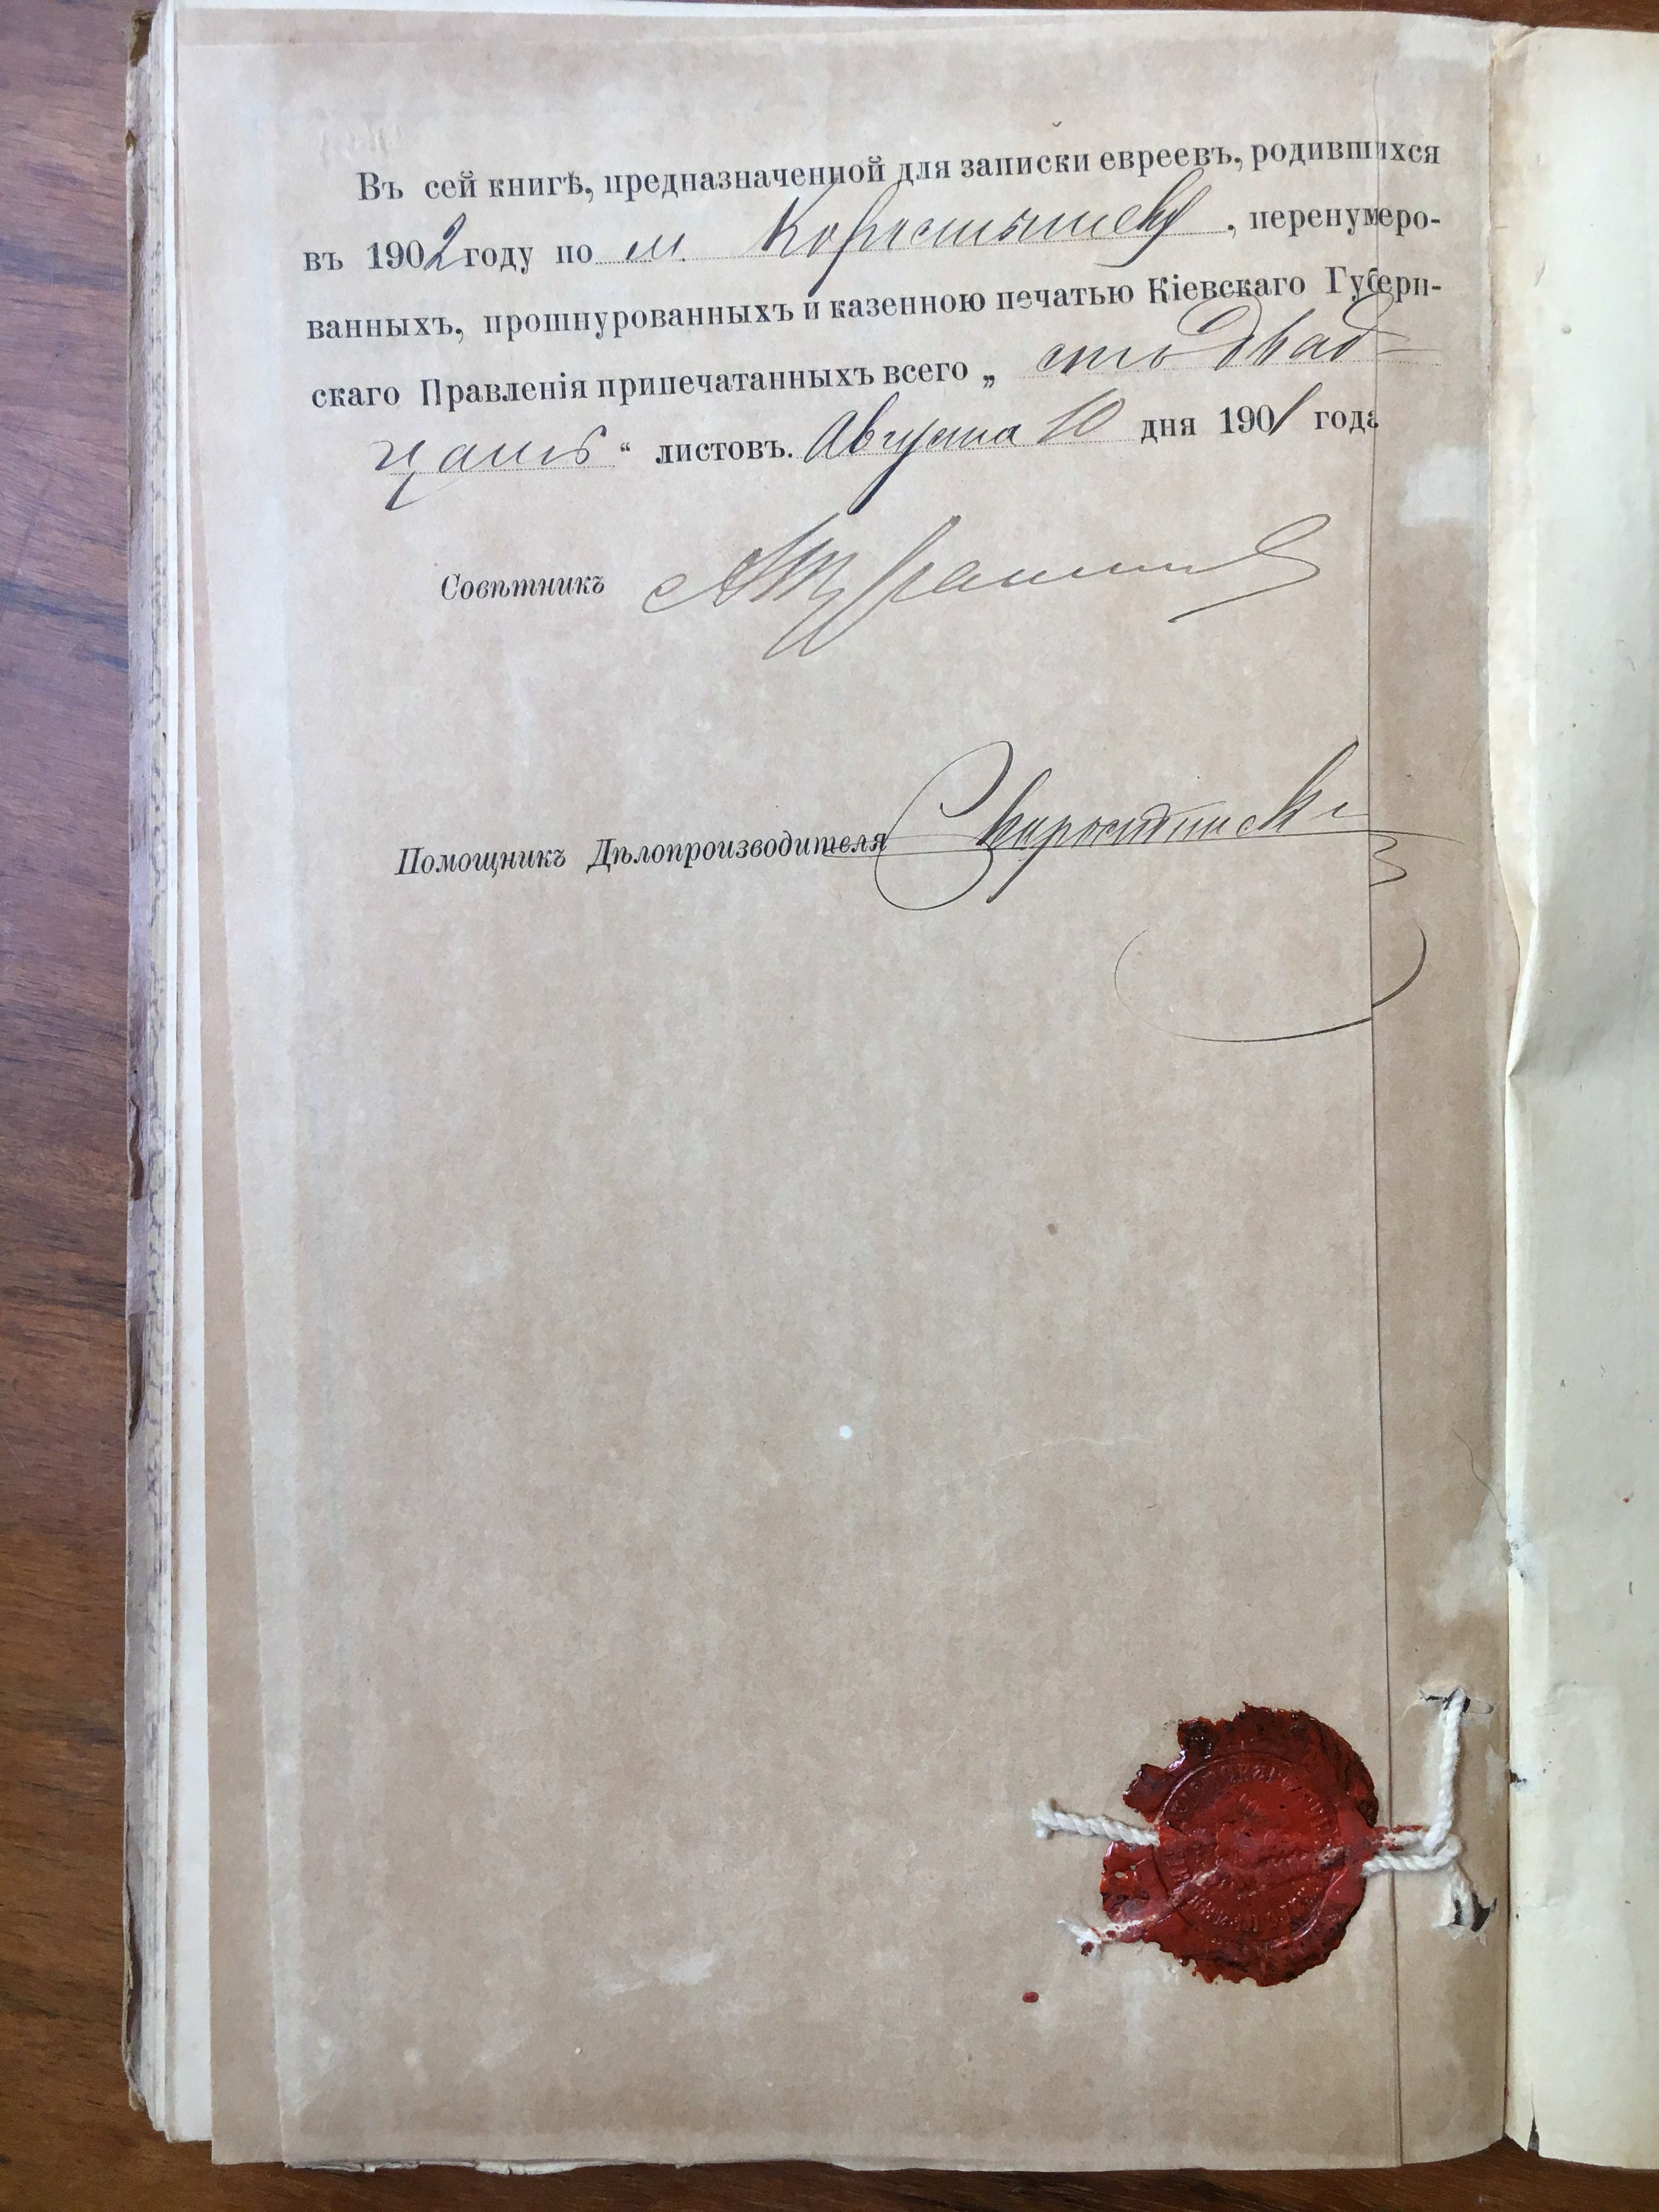 Въ сей книгѣ, предназначенной для записки евреевъ, родившихся
въ 1902 году по м. Коростышеву, перенумеро-
ванныхъ, прошнурованныхъ и казенною печатью Кіевскаго Губерн-
скаго Правленія припечатанныхъ всего „ сто двад-
цать “ листовъ. Августа 10 дня 1901 года
Совѣтникъ
Помощникъ Дѣлопроизводителя